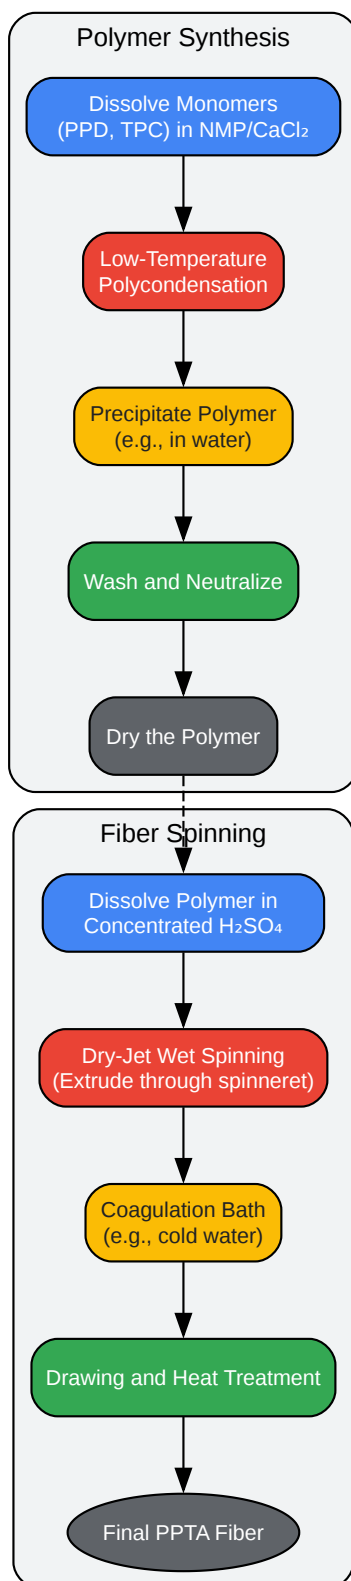 Polymer Synthesis
Dissolve Monomers
(PPD, TPC) in NMP/CaCl₂
Low-Temperature
Polycondensation
Precipitate Polymer
(e.g., in water)
Wash and Neutralize
Dry the Polymer
Fiber Spinning
Dissolve Polymer in
Concentrated H₂SO₄
Dry-Jet Wet Spinning
(Extrude through spinneret)
Coagulation Bath
(e.g., cold water)
Drawing and Heat Treatment
Final PPTA Fiber